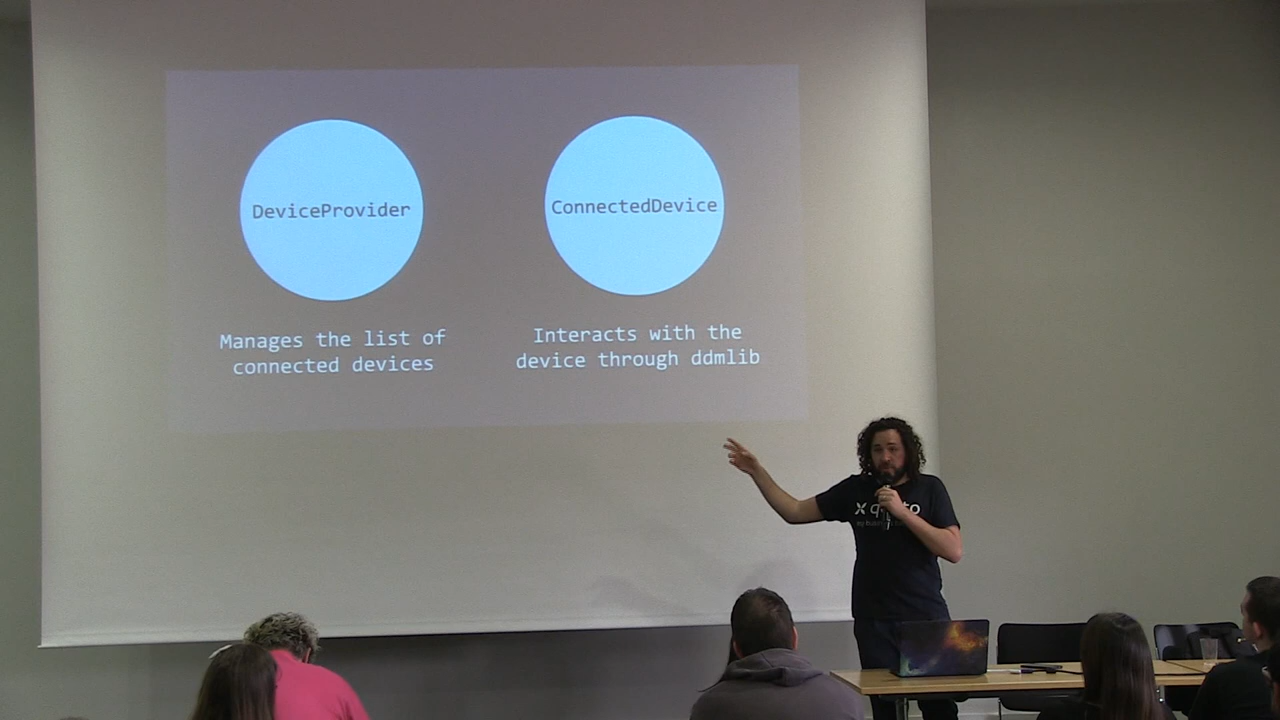 DeviceProvider
ConnectedDevice
Manages the list of
connected devices
Interacts with the
device through ddmlib